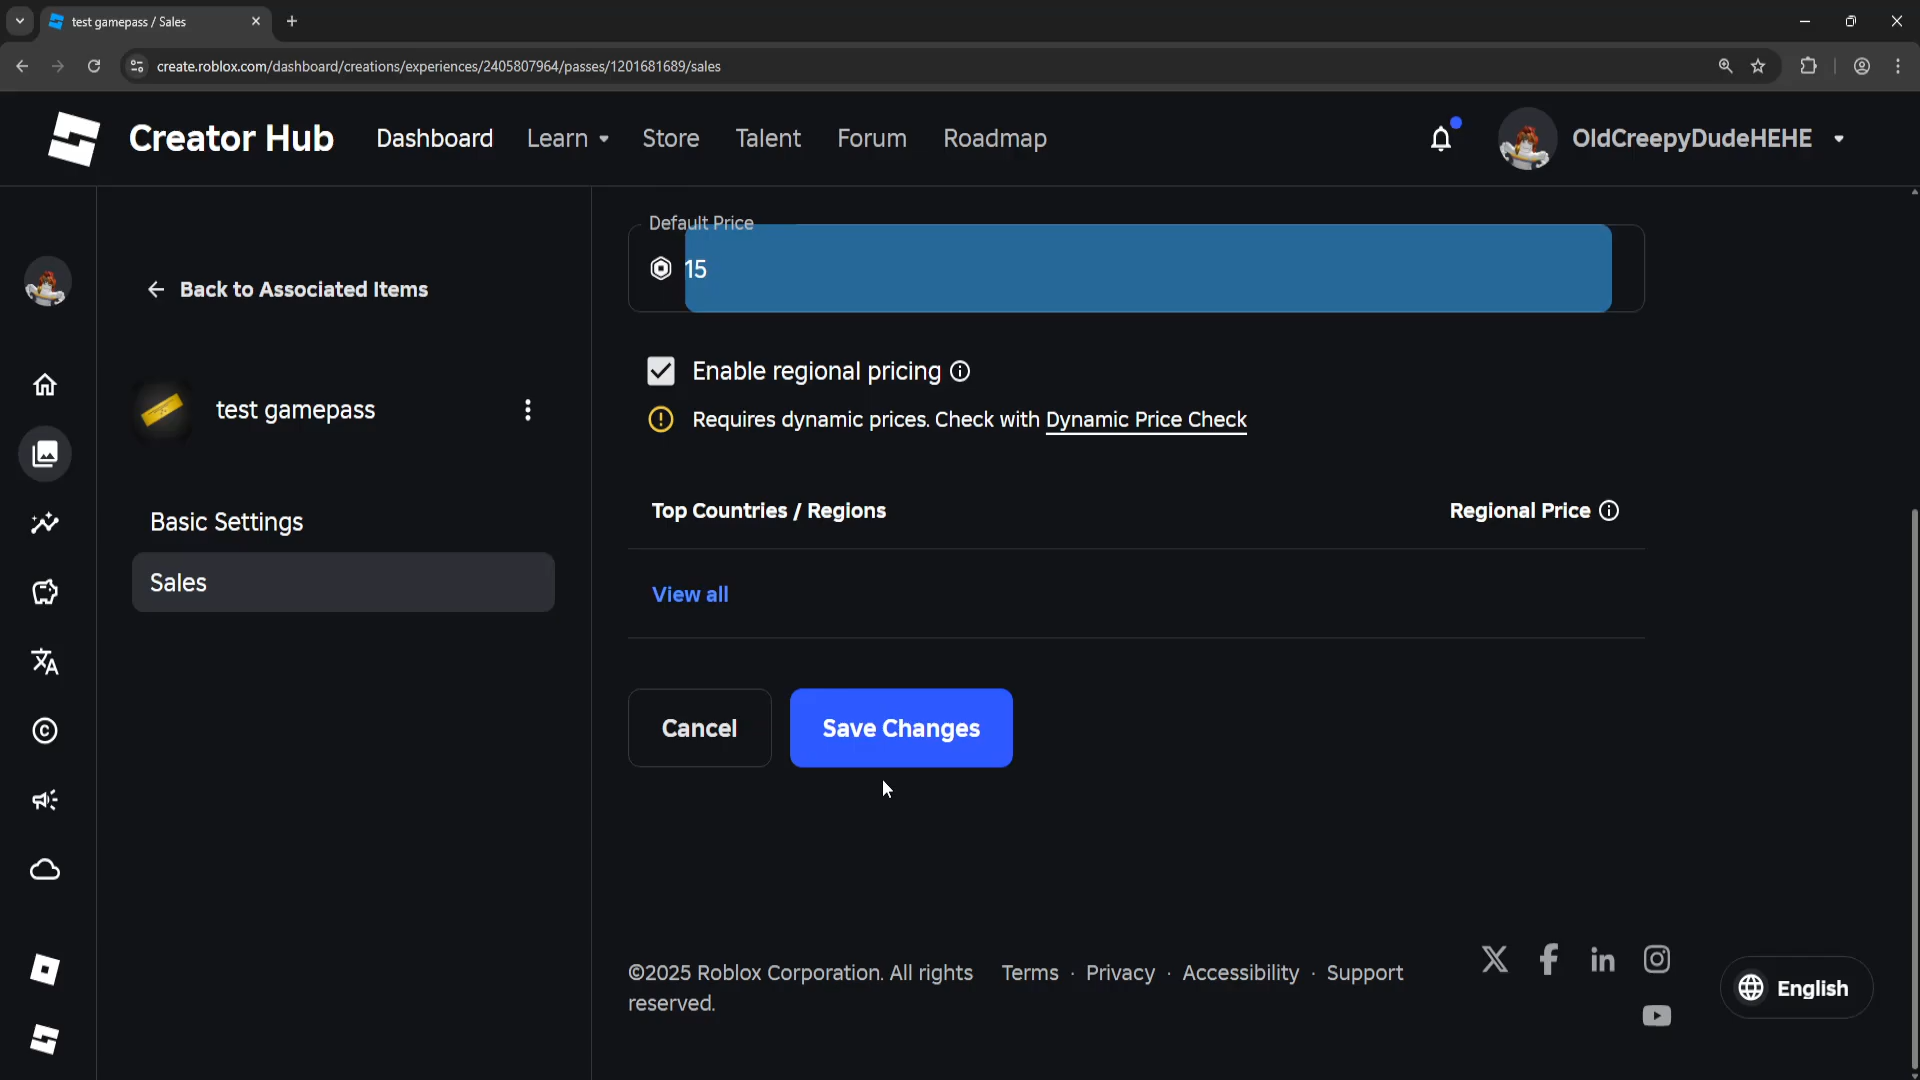 test gamepass / Sales
create.roblox.com/dashboard/creations/experiences/2405807964/passes/1201681689/sales
Creator Hub
Dashboard
Learn
Store
Talent
Forum
Roadmap
OldCreepyDudeHEHE
Back to Associated Items
test gamepass
Basic Settings
Sales
Default Price
15
Enable regional pricing
Requires dynamic prices. Check with Dynamic Price Check
Top Countries / Regions
Regional Price
View all
Cancel
Save Changes
©2025 Roblox Corporation. All rights
reserved.
Terms · Privacy · Accessibility · Support
English